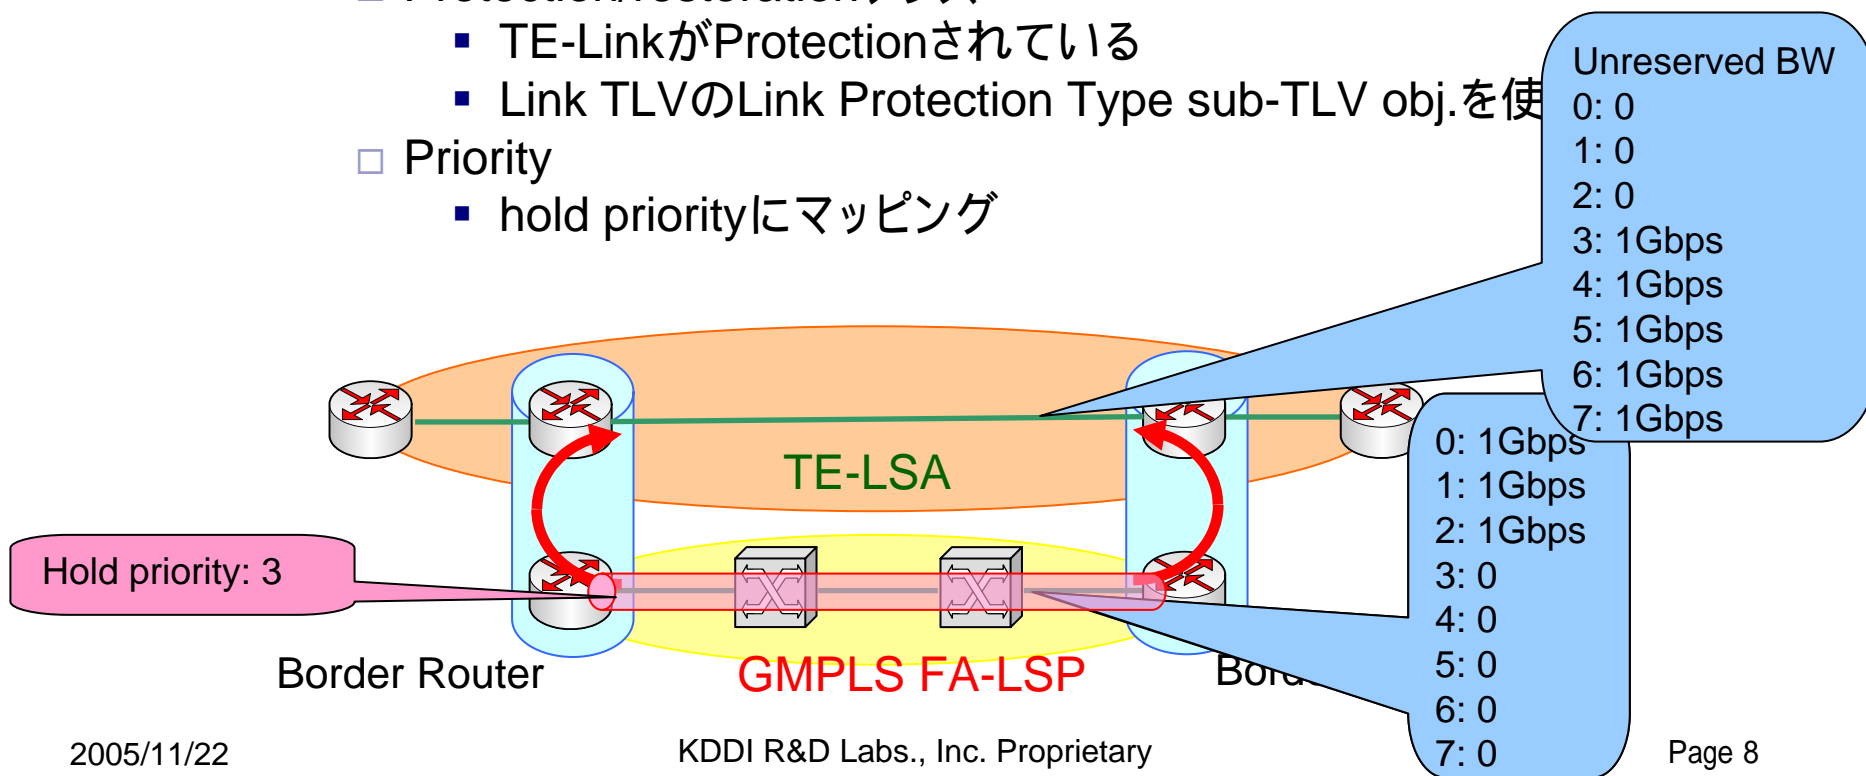 Protection/restoration
TE-LinkがProtectionされている
Link TLVのLink Protection Type sub-TLV obj.を使
Priority
hold priorityにマッピング
Unreserved BW
0: 0
1: 0
2: 0
3: 1Gbps
4: 1Gbps
5: 1Gbps
6: 1Gbps
7: 1Gbps
TE-LSA
0: 1Gbps
1: 1Gbps
2: 1Gbps
3: 0
4: 0
5: 0
6: 0
7: 0
Hold priority: 3
Border Router
GMPLS FA-LSP
2005/11/22
KDDI R&D Labs., Inc. Proprietary
Page 8